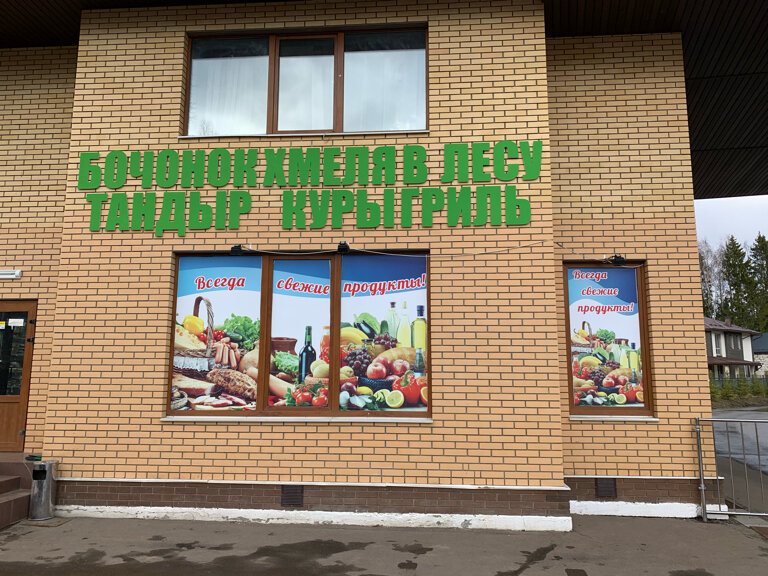 БОЧОНОК ХМЕЛЯ В ЛЕСУ
ТАНДЫР КУРЫ ГРИЛЬ
Всегда свежие продукты!
Всегда
свежие
продукты!